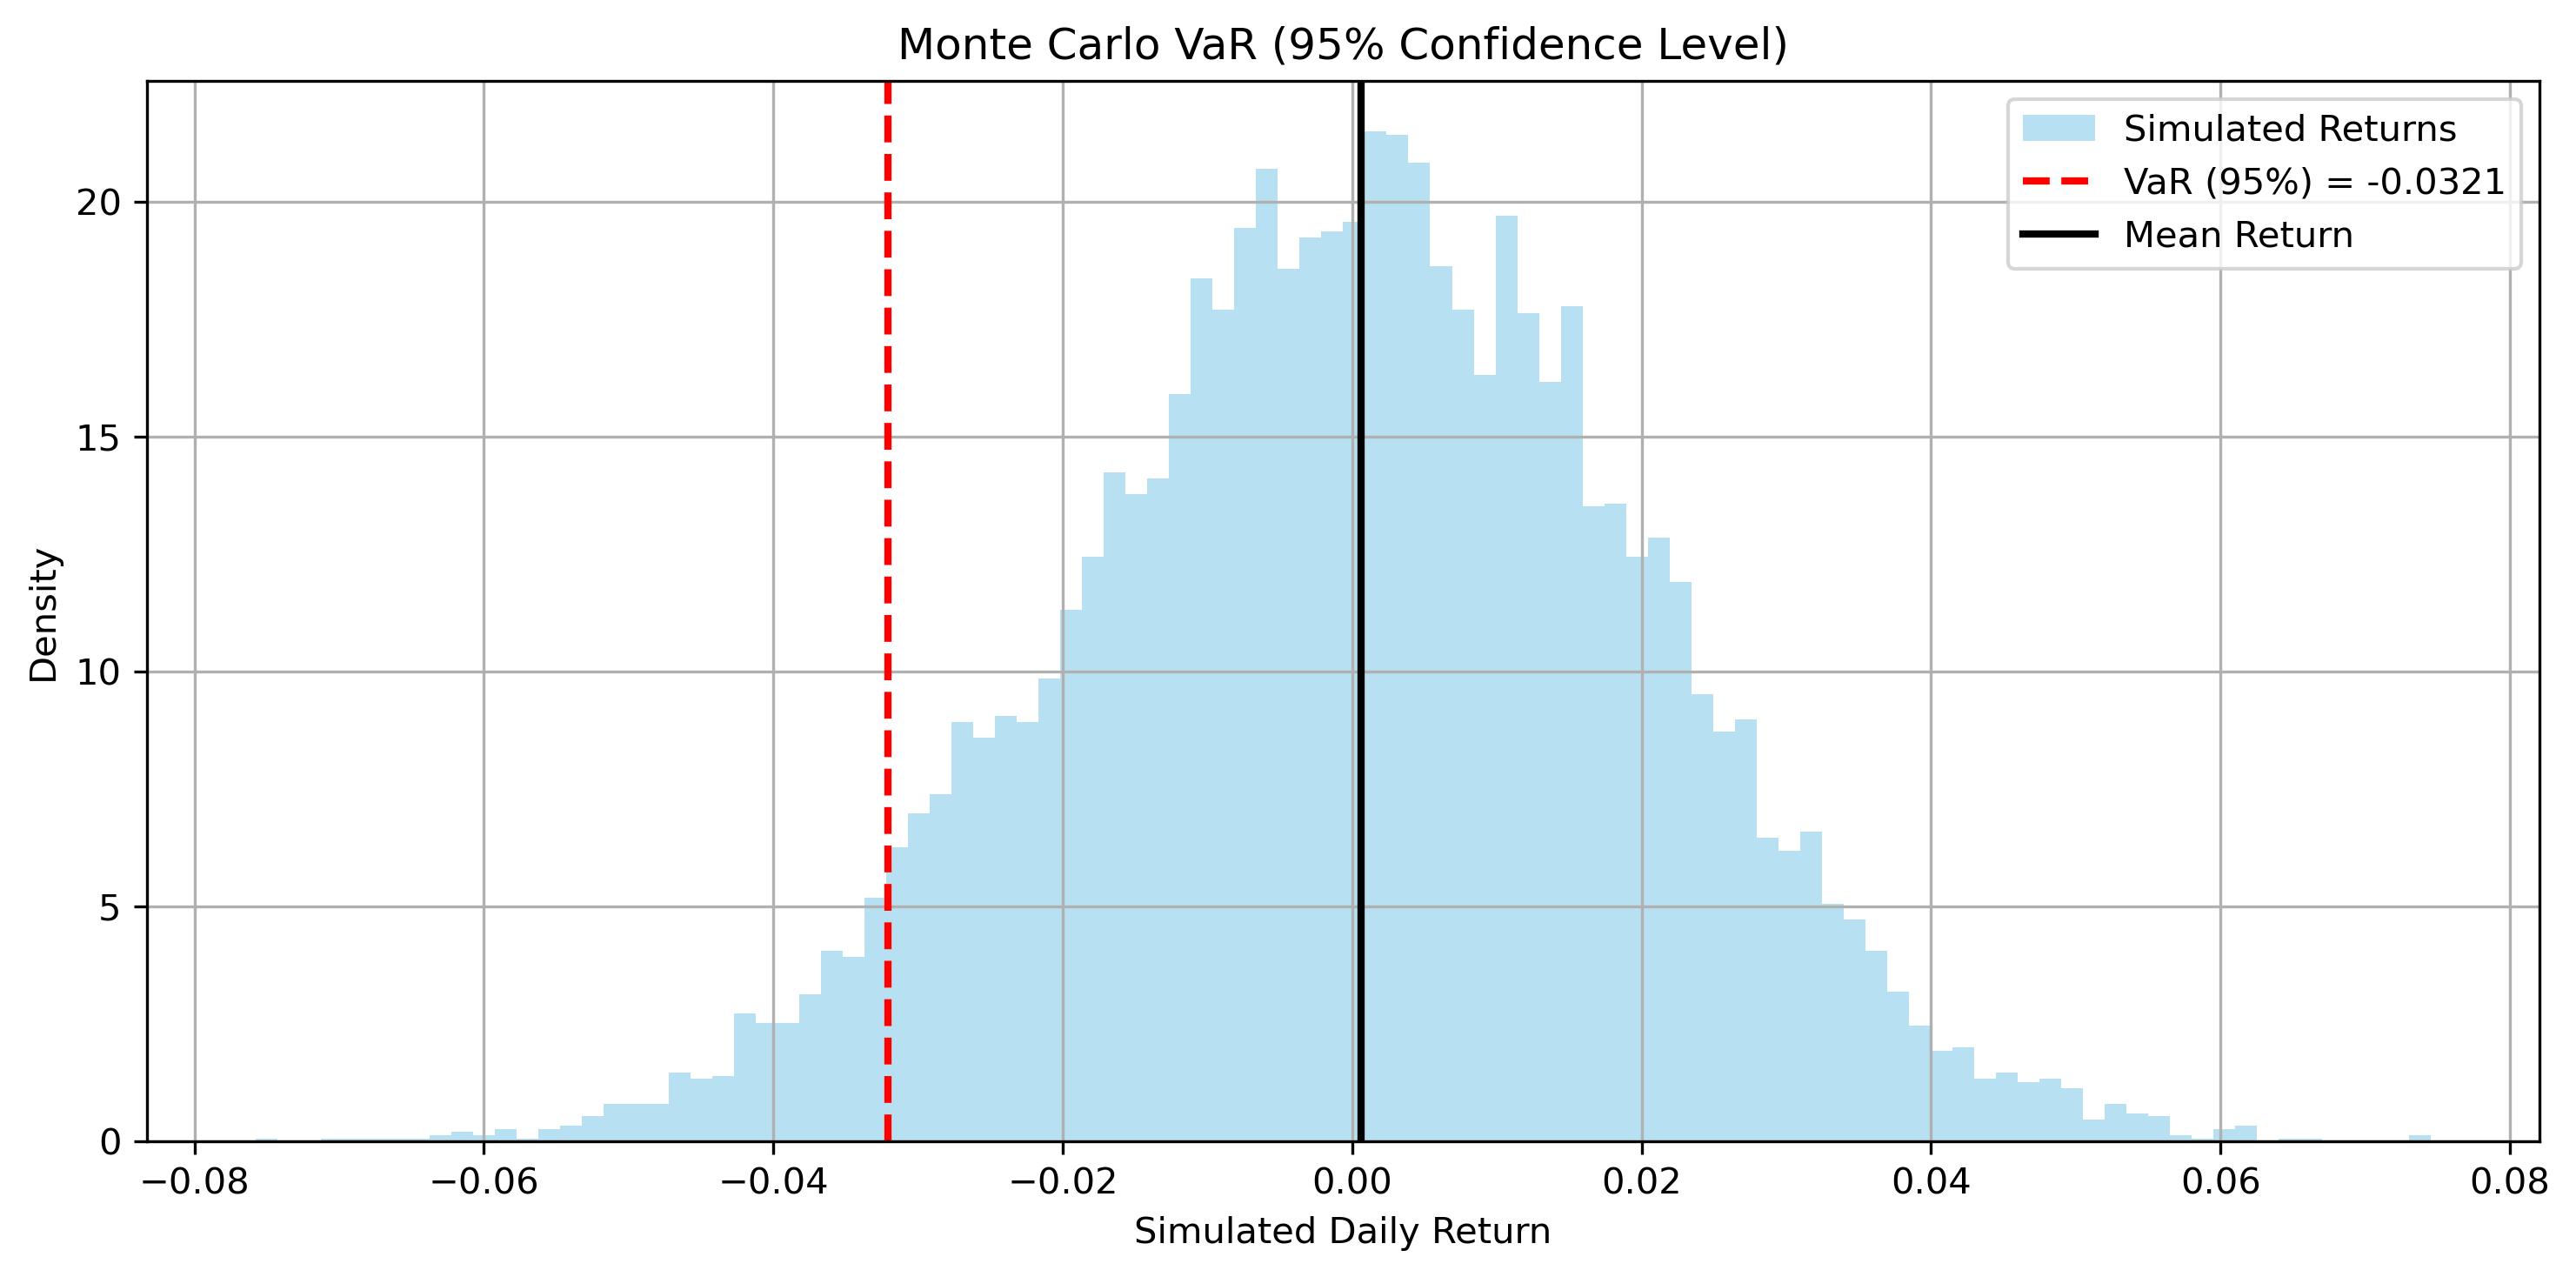 Monte Carlo VaR (95% Confidence Level)
Simulated Returns
VaR (95%) = -0.0321
Mean Return
20
15
10
5
0
Density
−0.08 −0.06 −0.04 −0.02 0.00 0.02 0.04 0.06 0.08
Simulated Daily Return